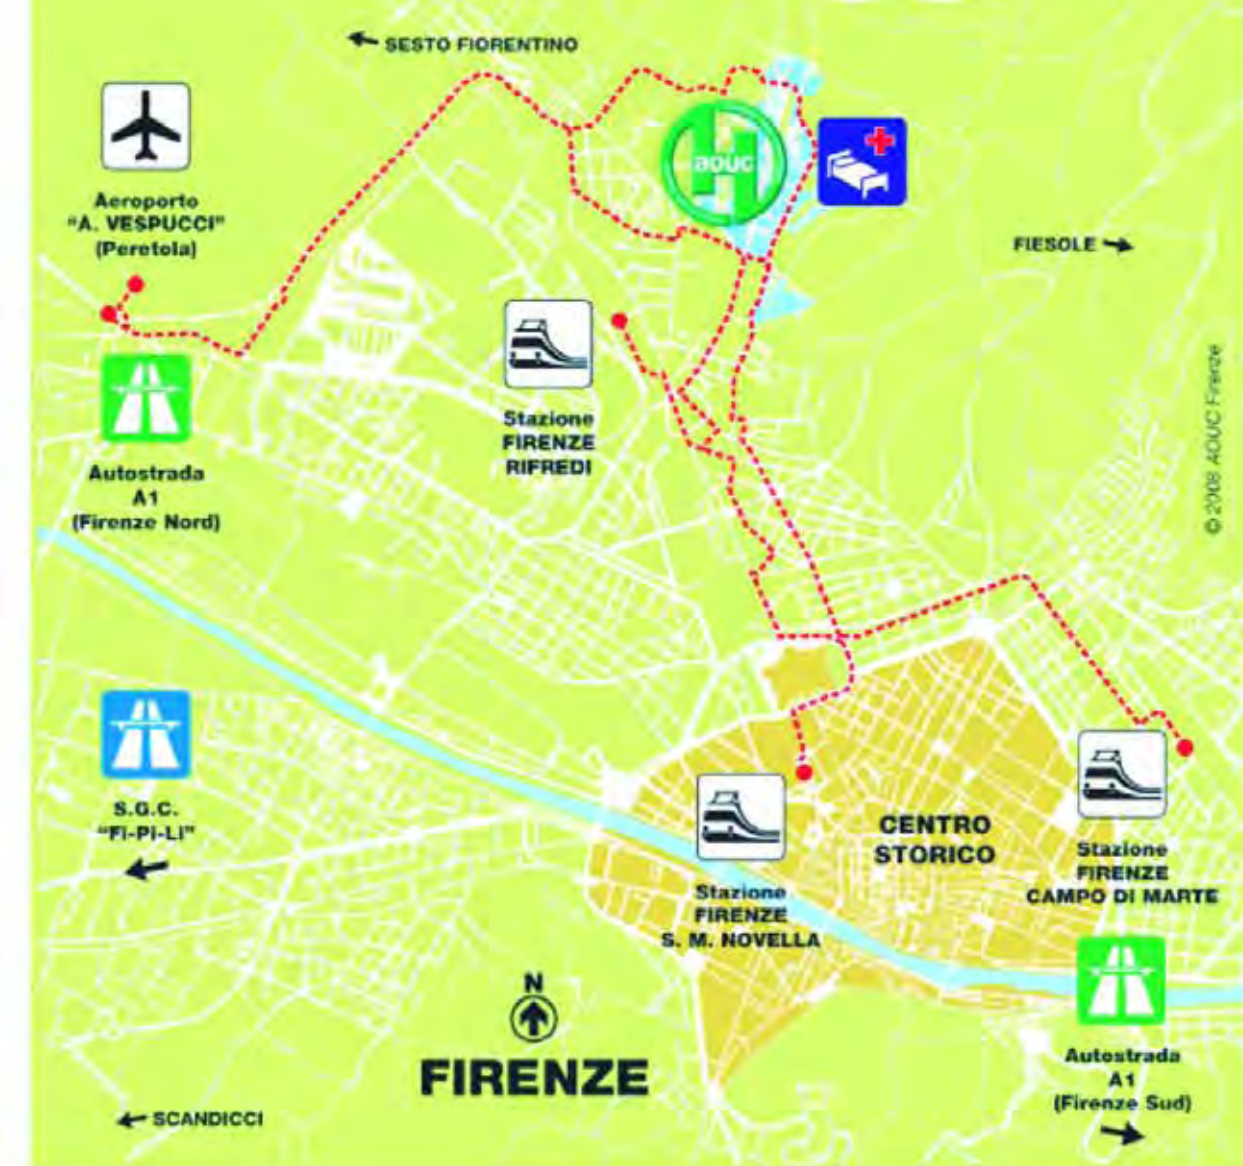 SESTO FIORENTINO
Aeroporto
"A. VESPUCCI"
(Peretola)
aouc
FIESOLE
© 2008 AOUC Firenze
Stazione
FIRENZE
RIFREDI
Autostrada
A1
(Firenze Nord)
S.G.C.
"FI-PI-LI"
CENTRO
STORICO
Stazione
FIRENZE
CAMPO DI MARTE
Stazione
FIRENZE
S. M. NOVELLA
N
FIRENZE
Autostrada
A1
(Firenze Sud)
SCANDICCI